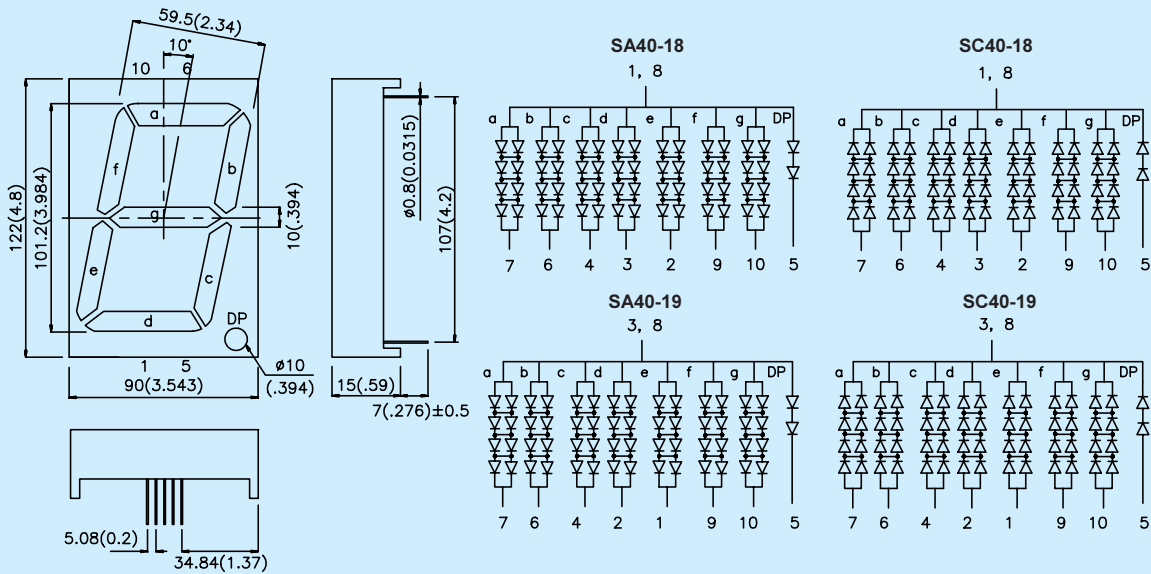 59.5(2.34)
10°
10 6
a
f
b
g
e
c
d
DP
1 5
122(4.8)
101.2(3.984)
10(.394)
ø10
(.394)
90(3.543)
ø0.8(0.0315)
107(4.2)
15(.59)
7(.276)±0.5
5.08(0.2)
34.84(1.37)
SA40-18
1, 8
a b c d e f g DP
7 6 4 3 2 9 10 5
SC40-18
1, 8
a b c d e f g DP
7 6 4 3 2 9 10 5
SA40-19
3, 8
a b c d e f g DP
7 6 4 2 1 9 10 5
SC40-19
3, 8
a b c d e f g DP
7 6 4 2 1 9 10 5